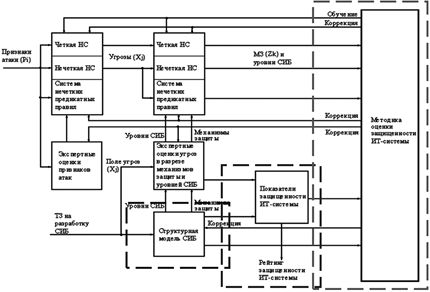 Обучение
Коррекция
Признаки
атаки (Pi)
Четкая НС
Нечеткая НС
Система
нечетких
предикатных
правил
Угрозы (Xj)
Четкая НС
Нечеткая НС
Система
нечетких
предикатных
правил
МЗ (Zk) и
уровни СИБ
Методика
оценки
защищенности
ИТ-системы
Коррекция
Коррекция
Уровни СИБ
Механизмы
защиты
Экспертные
оценки
признаков
атак
Поле угроз
(Xj)
Экспертные
оценки угроз
в разрезе
механизмов
защиты и
уровней СИБ
Показатели
защищенности
ИТ-системы
Уровни СИБ
Механизмы
защиты
ТЗ на
разработку
СИБ
Структурная
модель СИБ
Коррекция
Рейтинг
защищенности
ИТ-системы